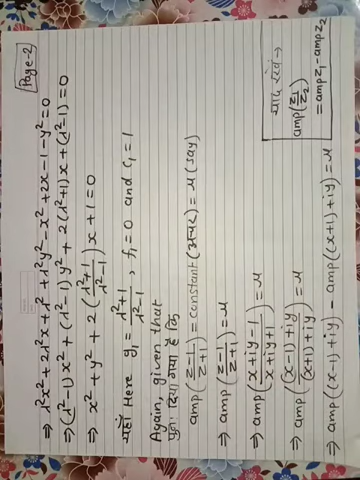 Page-2
⇒ λ²x² + 2λ²x + λ² + λ²y² - x² + 2x - 1 - y² = 0
⇒ (λ²-1)x² + (λ²-1)y² + 2(λ²+1)x + (λ²-1) = 0
⇒ x² + y² + 2(λ²+1/λ²-1)x + 1 = 0
यहाँ Here g₁ = λ²+1/λ²-1, f₁ = 0 and c₁ = 1
Again, given that
पुनः दिया गया है कि
amp(z-1/z+1) = constant (अचर) = μ (say)
⇒ amp(z-1/z+1) = μ
⇒ amp(x+iy-1/x+iy+1) = μ
⇒ amp((x-1)+iy/(x+1)+iy) = μ
⇒ amp((x-1)+iy) - amp((x+1)+iy) = μ
याद रखें →
amp(z₁/z₂)
= amp z₁ - amp z₂